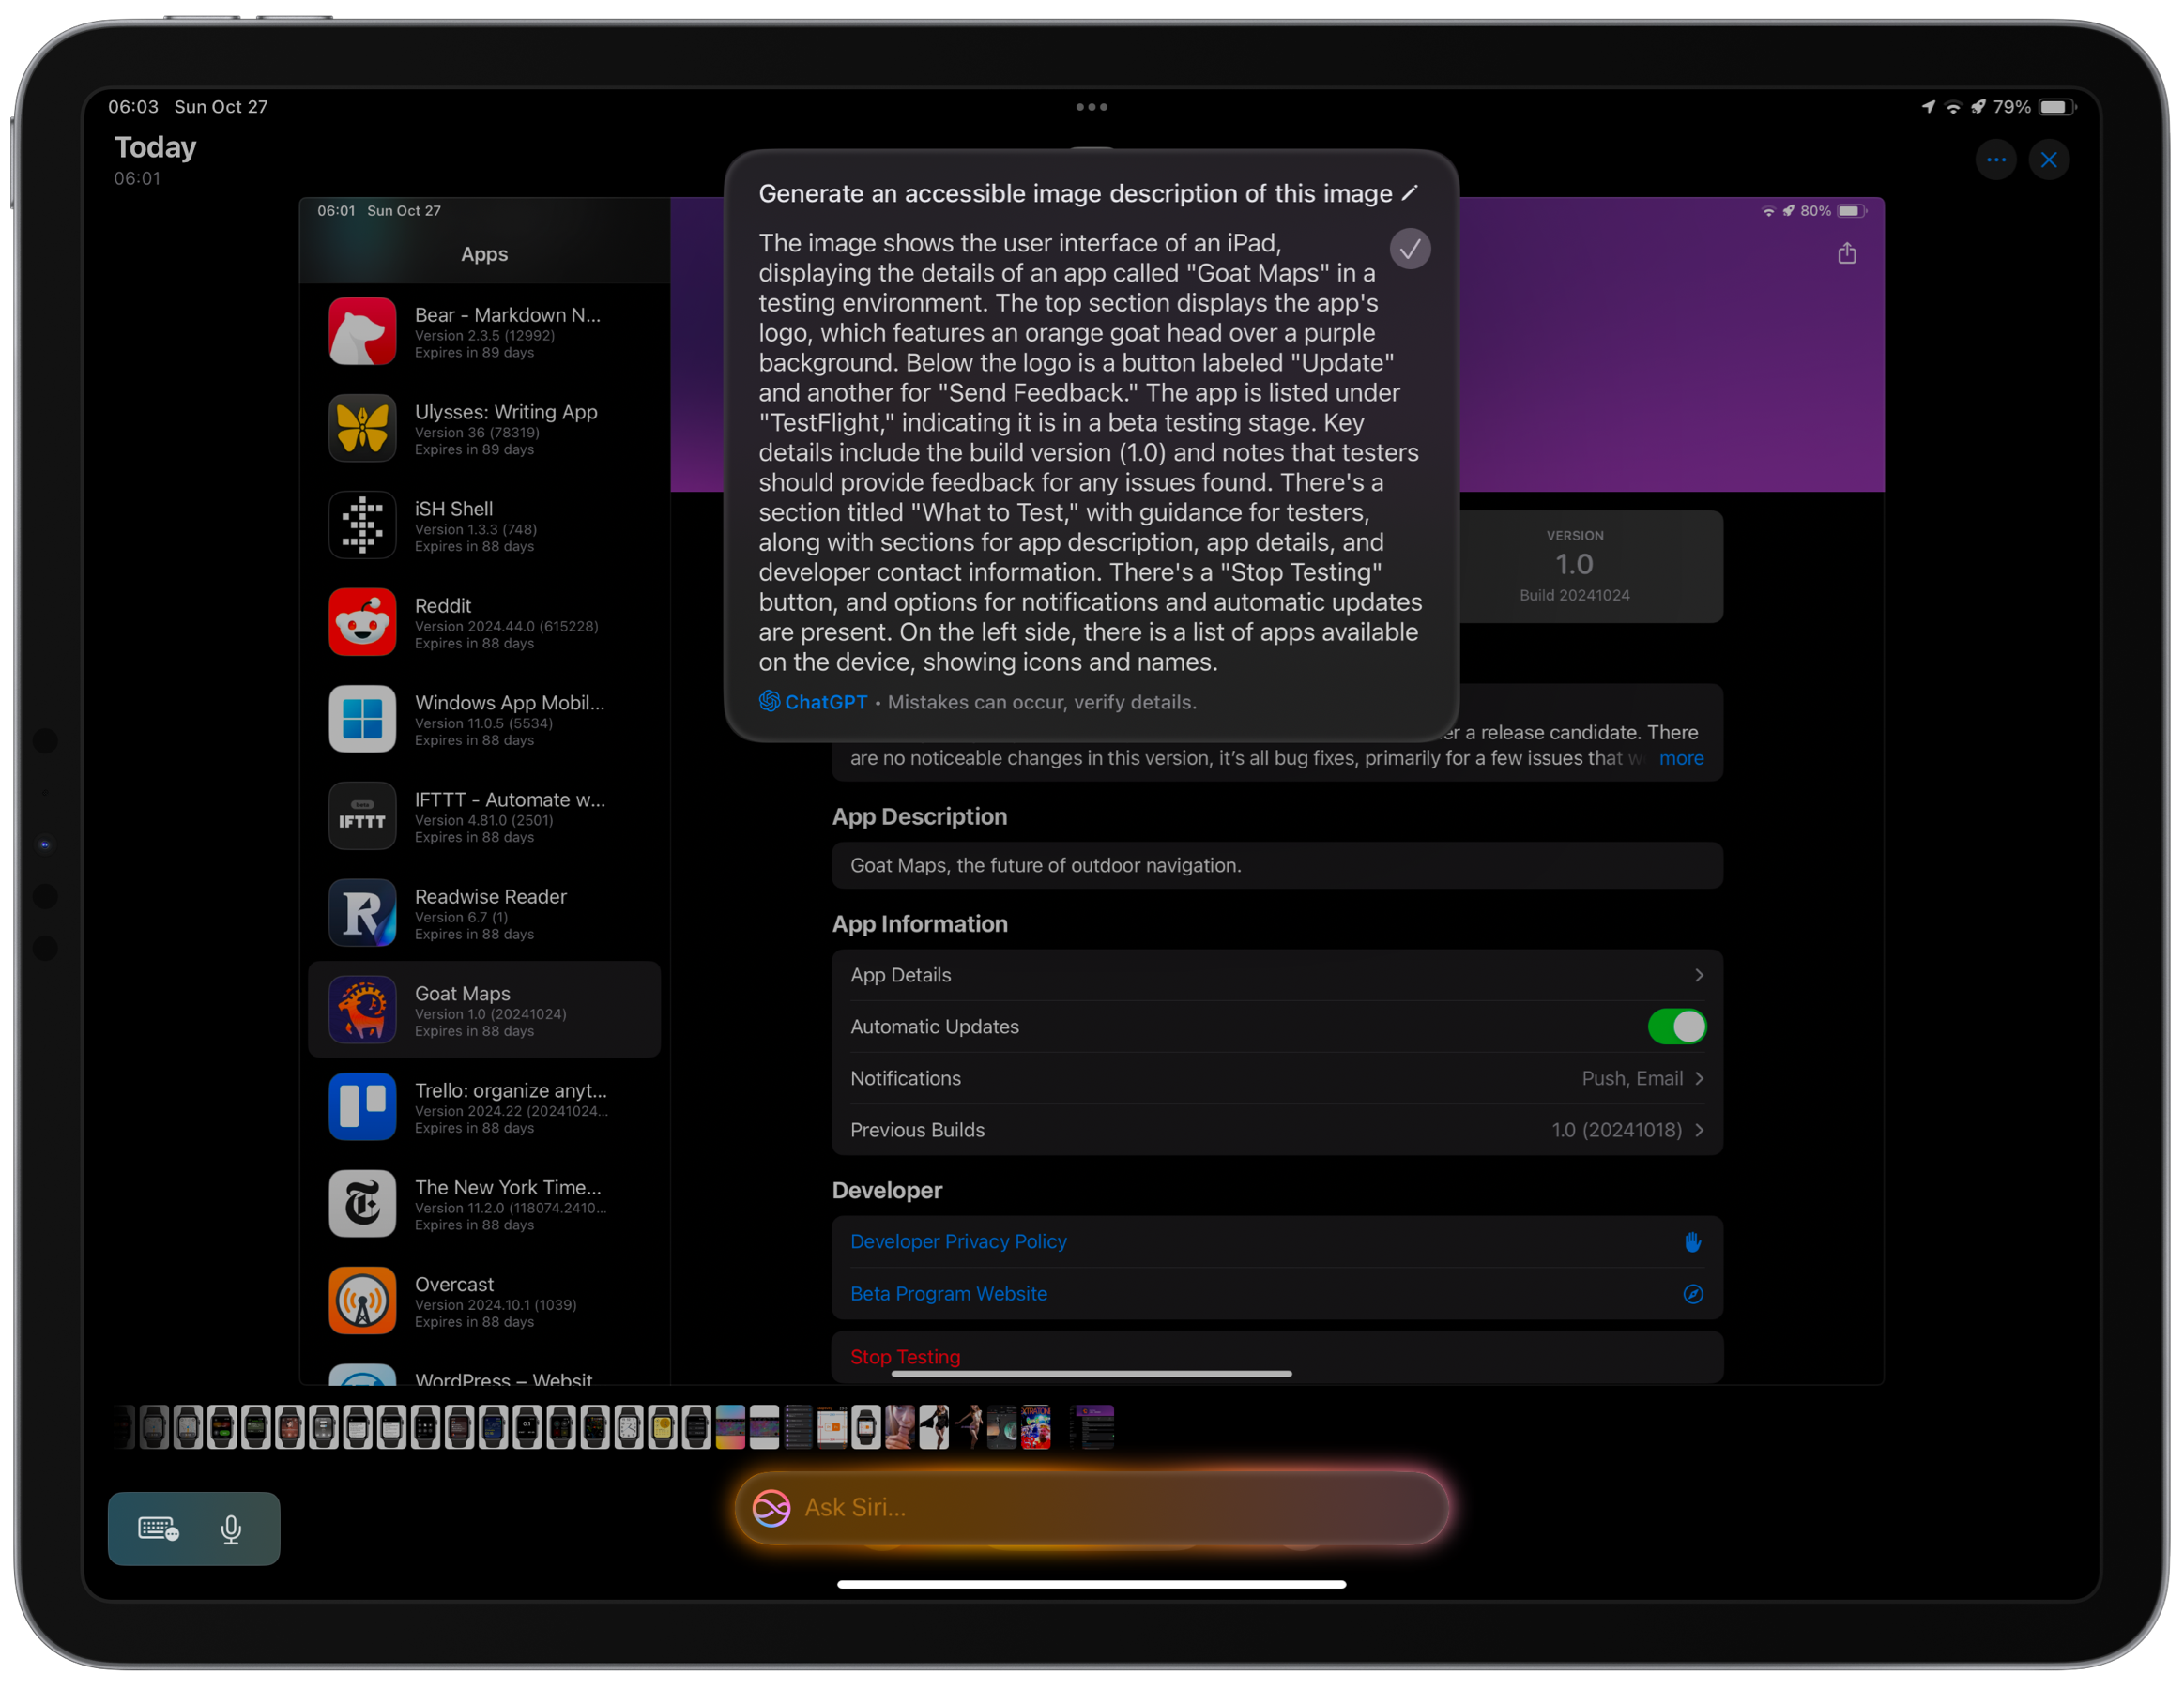 06:03 Sun Oct 27
79%
Today
06:01
06:01 Sun Oct 27
80%
Apps
Bear - Markdown N...
Version 2.3.5 (12992)
Expires in 89 days
Ulysses: Writing App
Version 36 (78319)
Expires in 89 days
iSH Shell
Version 1.3.3 (748)
Expires in 88 days
Reddit
Version 2024.44.0 (615228)
Expires in 88 days
Windows App Mobil...
Version 11.0.5 (5534)
Expires in 88 days
IFTTT - Automate w...
Version 4.81.0 (2501)
Expires in 88 days
IFTTT
Readwise Reader
Version 6.7 (1)
Expires in 88 days
Goat Maps
Version 1.0 (20241024)
Expires in 88 days
Trello: organize anyt...
Version 2024.22 (20241024...
Expires in 88 days
The New York Time...
Version 11.2.0 (118074.2410...
Expires in 88 days
Overcast
Version 2024.10.1 (1039)
Expires in 88 days
WordPress – Websit
Generate an accessible image description of this image
The image shows the user interface of an iPad,
displaying the details of an app called "Goat Maps" in a
testing environment. The top section displays the app's
logo, which features an orange goat head over a purple
background. Below the logo is a button labeled "Update"
and another for "Send Feedback." The app is listed under
"TestFlight," indicating it is in a beta testing stage. Key
details include the build version (1.0) and notes that testers
should provide feedback for any issues found. There's a
section titled "What to Test," with guidance for testers,
along with sections for app description, app details, and
developer contact information. There's a "Stop Testing"
button, and options for notifications and automatic updates
are present. On the left side, there is a list of apps available
on the device, showing icons and names.
ChatGPT • Mistakes can occur, verify details.
VERSION
1.0
Build 20241024
er a release candidate. There
are no noticeable changes in this version, it's all bug fixes, primarily for a few issues that w more
App Description
Goat Maps, the future of outdoor navigation.
App Information
App Details
Automatic Updates
Notifications Push, Email
Previous Builds 1.0 (20241018)
Developer
Developer Privacy Policy
Beta Program Website
Stop Testing
Ask Siri...